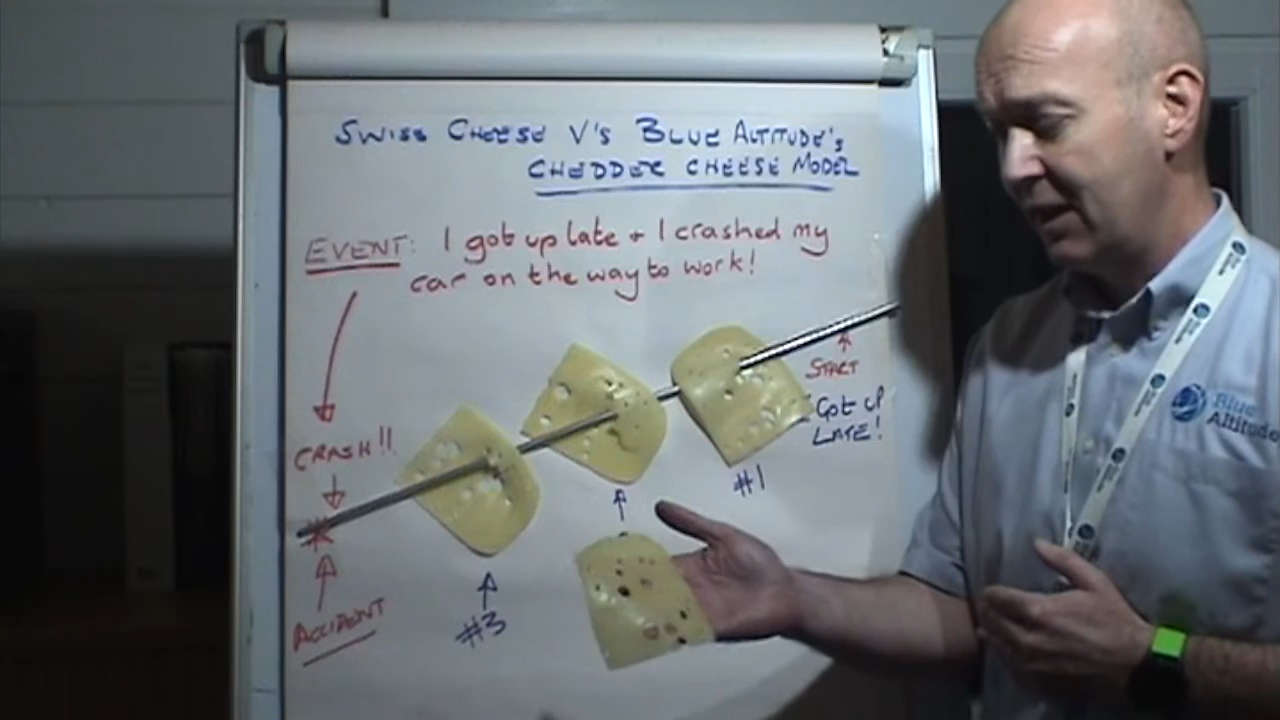 SWISS CHEESE V'S BLUE ALTITUDE'S
CHEDDER CHEESE MODEL
EVENT: I got up late + I crashed my
car on the way to work!
START
Got UP
LATE!
CRASH!!
#1
#3
ACCIDENT
Blue
Altitude